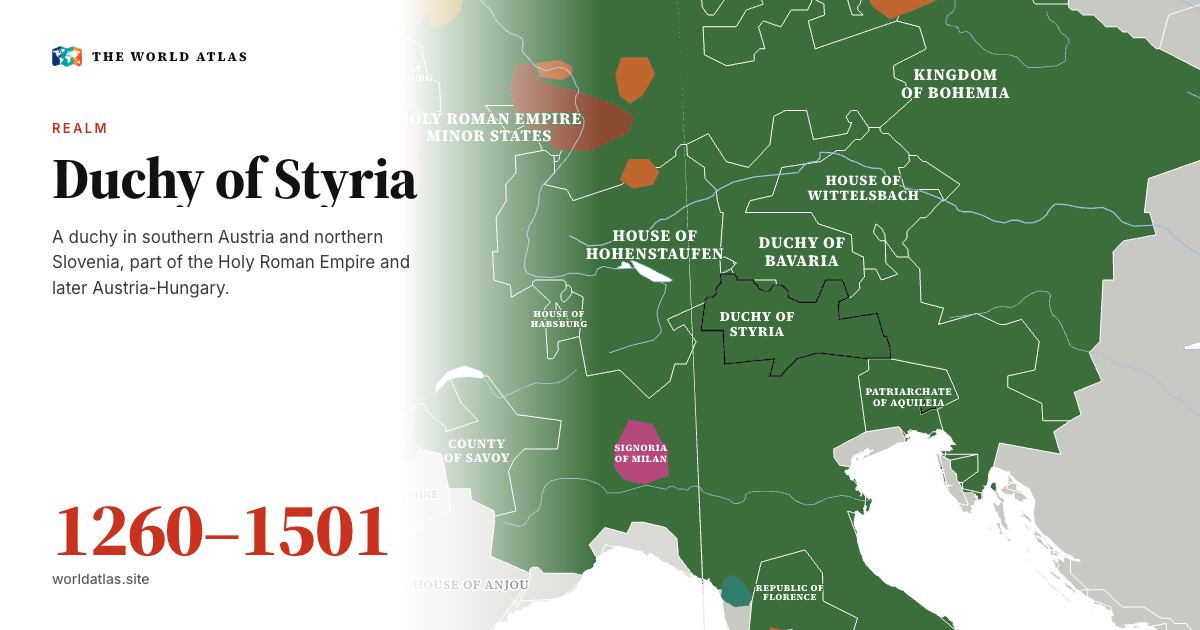 THE WORLD ATLAS
REALM
Duchy of Styria
A duchy in southern Austria and northern
Slovenia, part of the Holy Roman Empire and
later Austria-Hungary.
1260–1501
worldatlas.site
KINGDOM
OF BOHEMIA
HOLY ROMAN EMPIRE
MINOR STATES
HOUSE OF
WITTELSBACH
HOUSE OF
HOHENSTAUFEN
DUCHY OF
BAVARIA
HOUSE OF
HABSBURG
DUCHY OF
STYRIA
PATRIARCHATE
OF AQUILEIA
COUNTY
OF SAVOY
SIGNORIA
OF MILAN
HOUSE OF ANJOU
REPUBLIC OF
FLORENCE